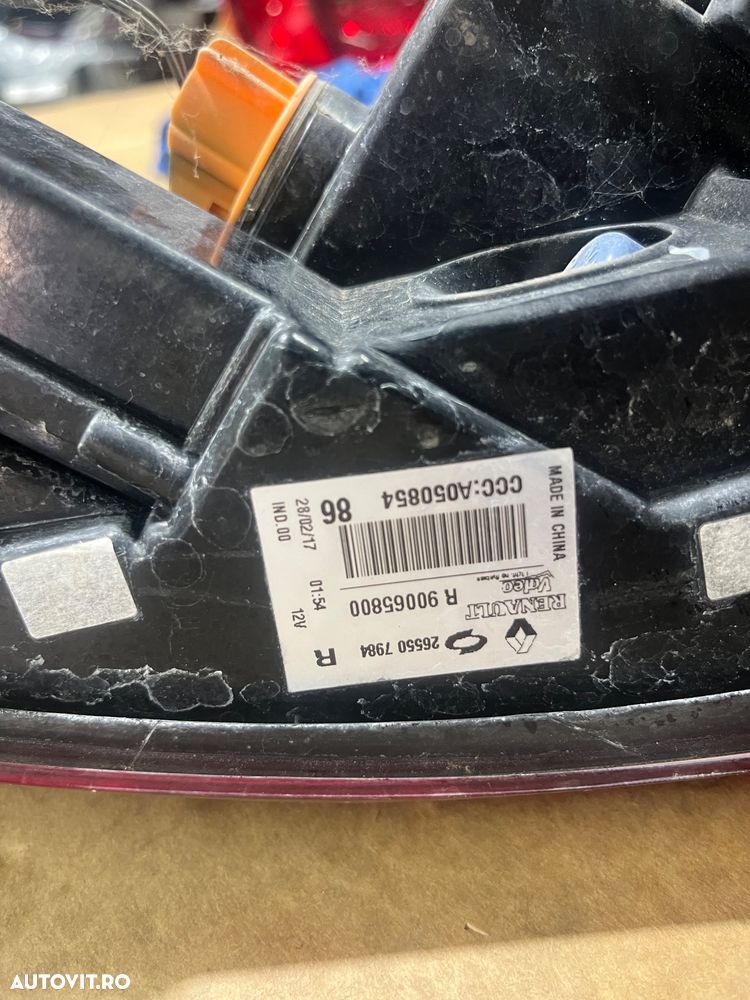 RENAULT
Valeo
26550 7984
R
R 90065800
MADE IN CHINA
CCC:A050854
86
28/02/17 01:54 12V
IND.00
AUTOVIT.RO